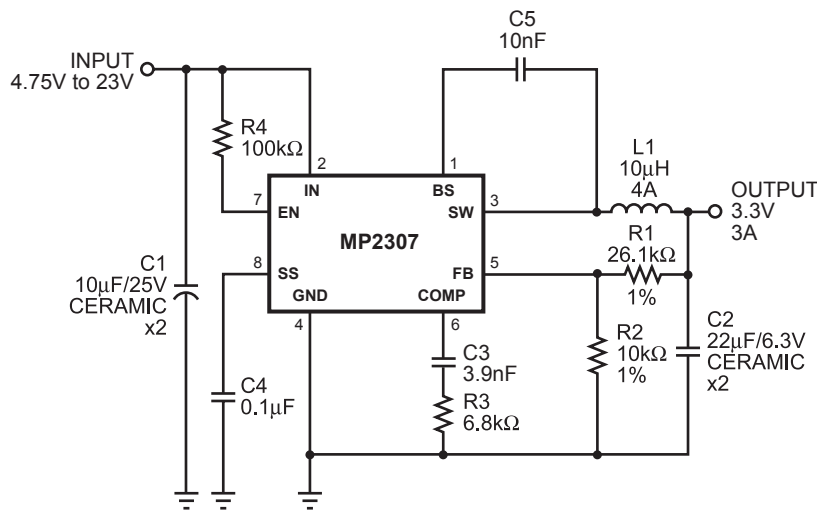 C5
10nF
INPUT
4.75V to 23V
R4
100kΩ
2
1
L1
10µH
4A
IN
BS
7
EN
SW
3
OUTPUT
3.3V
3A
MP2307
R1
26.1kΩ
1%
C1
10µF/25V
CERAMIC
x2
8
SS
FB
5
GND
COMP
4
6
C3
3.9nF
R2
10kΩ
1%
C2
22µF/6.3V
CERAMIC
x2
C4
0.1µF
R3
6.8kΩ